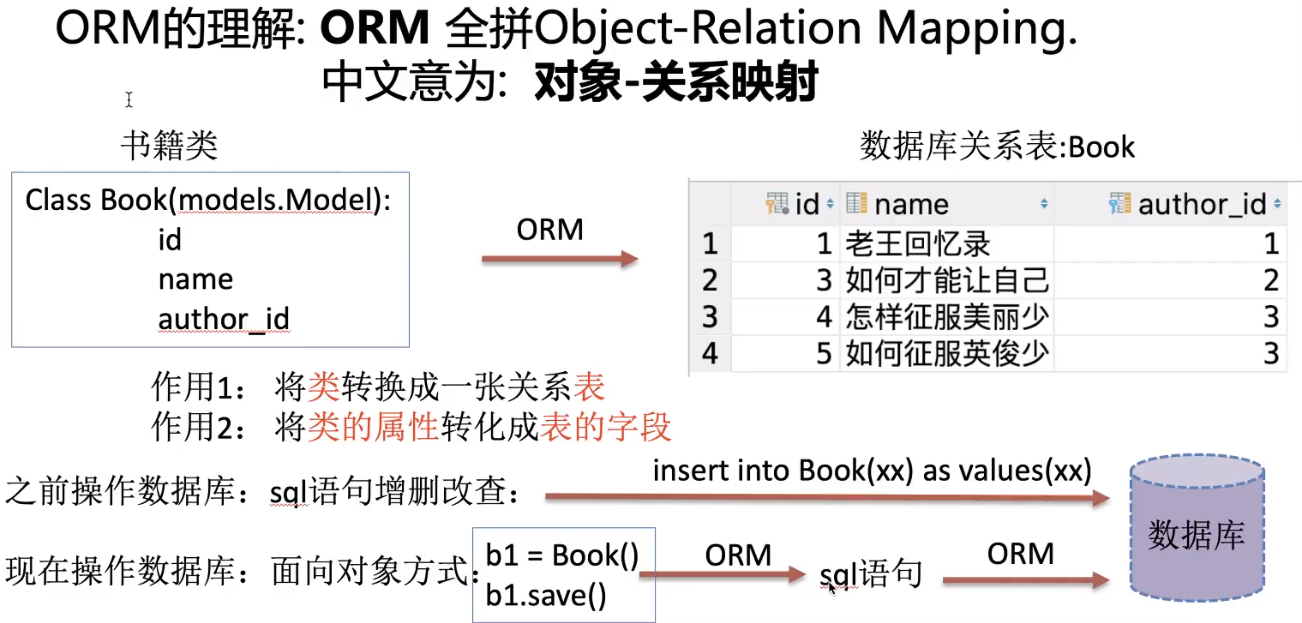 ORM的理解: ORM 全拼Object-Relation Mapping.
中文意为: 对象-关系映射
书籍类
数据库关系表:Book
Class Book(models.Model):
id
name
author_id
ORM
id name author_id
1 1 老王回忆录 1
2 3 如何才能让自己 2
3 4 怎样征服美丽少 3
4 5 如何征服英俊少 3
作用1: 将类转换成一张关系表
作用2: 将类的属性转化成表的字段
之前操作数据库: sql语句增删改查:
insert into Book(xx) as values(xx)
数据库
现在操作数据库: 面向对象方式:
b1 = Book()
b1.save()
ORM
sql语句
ORM